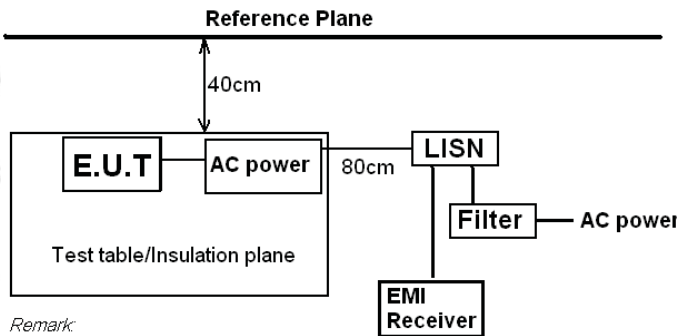 Reference Plane
40cm
E.U.T
AC power
80cm
LISN
Filter
AC power
Test table/Insulation plane
EMI
Receiver
Remark: